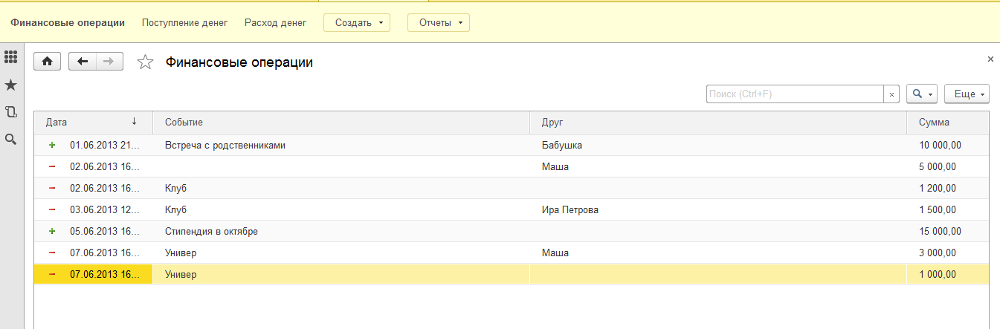 Финансовые операции Поступление денег Расход денег Создать Отчеты
Финансовые операции
Поиск (Ctrl+F) Еще
Дата Событие Друг Сумма
+ 01.06.2013 21... Встреча с родственниками Бабушка 10 000,00
− 02.06.2013 16... Маша 5 000,00
− 02.06.2013 16... Клуб 1 200,00
− 03.06.2013 12... Клуб Ира Петрова 1 500,00
+ 05.06.2013 16... Стипендия в октябре 15 000,00
− 07.06.2013 16... Универ Маша 3 000,00
− 07.06.2013 16... Универ 1 000,00